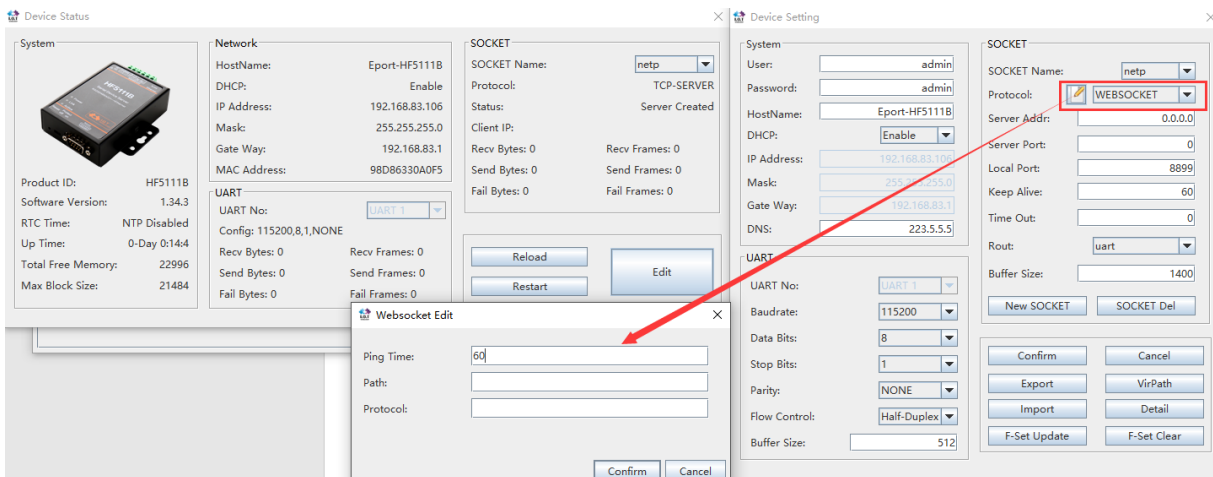 Device Status
System
HF5111B
Product ID: HF5111B
Software Version: 1.34.3
RTC Time: NTP Disabled
Up Time: 0-Day 0:14:4
Total Free Memory: 22996
Max Block Size: 21484
Network
HostName: Eport-HF5111B
DHCP: Enable
IP Address: 192.168.83.106
Mask: 255.255.255.0
Gate Way: 192.168.83.1
MAC Address: 98D86330A0F5
UART
UART No: UART 1
Config: 115200,8,1,NONE
Recv Bytes: 0 Recv Frames: 0
Send Bytes: 0 Send Frames: 0
Fail Bytes: 0 Fail Frames: 0
SOCKET
SOCKET Name: netp
Protocol: TCP-SERVER
Status: Server Created
Client IP:
Recv Bytes: 0 Recv Frames: 0
Send Bytes: 0 Send Frames: 0
Fail Bytes: 0 Fail Frames: 0
Reload
Restart
Edit
Websocket Edit
Ping Time: 60
Path:
Protocol:
Confirm Cancel
Device Setting
System
User: admin
Password: admin
HostName: Eport-HF5111B
DHCP: Enable
IP Address: 192.168.83.106
Mask: 255.255.255.0
Gate Way: 192.168.83.1
DNS: 223.5.5.5
UART
UART No: UART 1
Baudrate: 115200
Data Bits: 8
Stop Bits: 1
Parity: NONE
Flow Control: Half-Duplex
Buffer Size: 512
SOCKET
SOCKET Name: netp
Protocol: WEBSOCKET
Server Addr: 0.0.0.0
Server Port: 0
Local Port: 8899
Keep Alive: 60
Time Out: 0
Rout: uart
Buffer Size: 1400
New SOCKET SOCKET Del
Confirm Cancel
Export VirPath
Import Detail
F-Set Update F-Set Clear